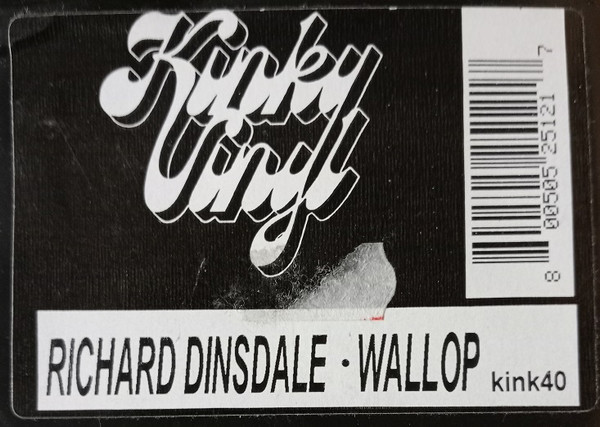 Kinky
Vinyl
8 00505 25121 7
RICHARD DINSDALE · WALLOP kink40